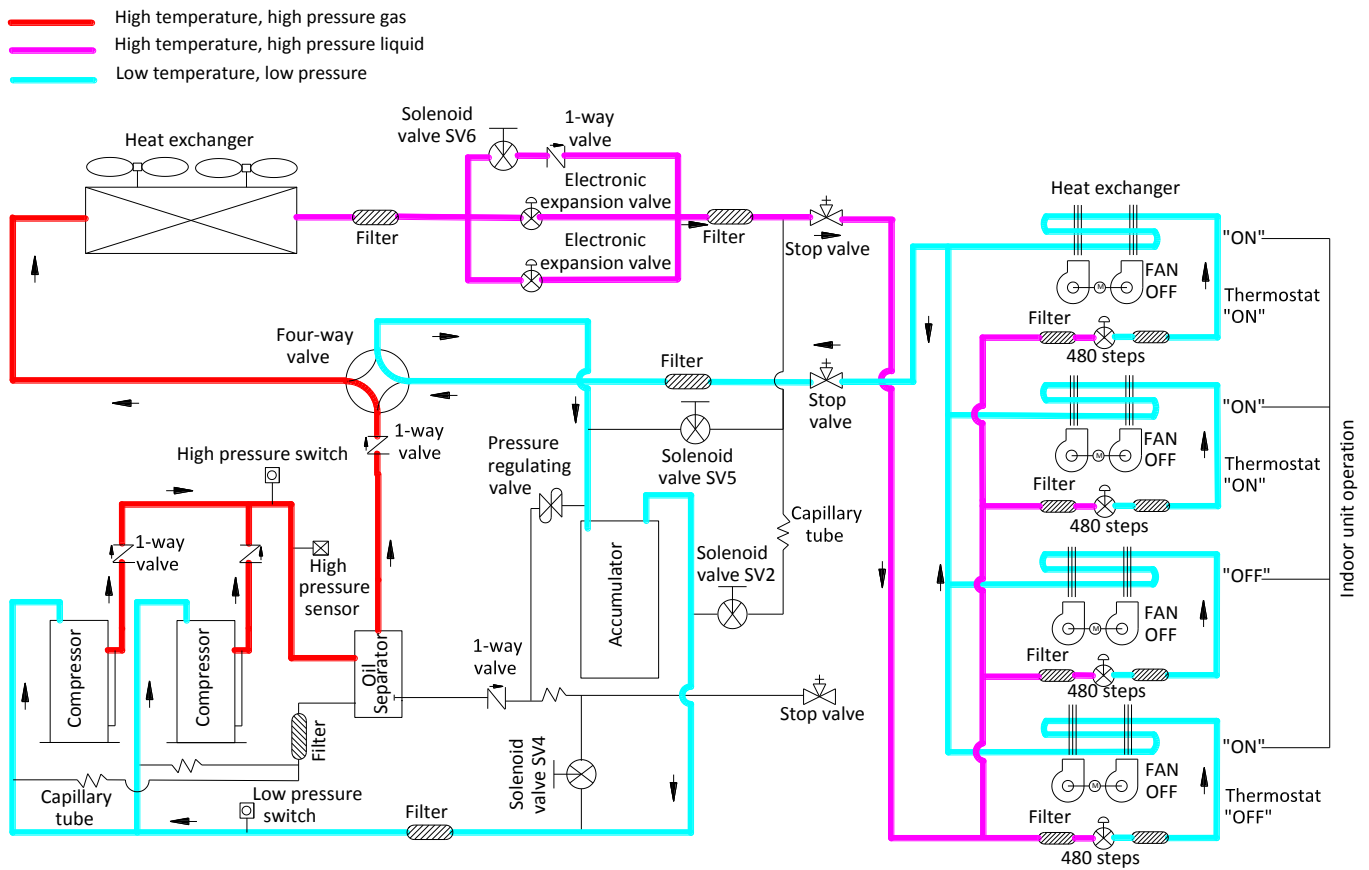 High temperature, high pressure gas
High temperature, high pressure liquid
Low temperature, low pressure
Heat exchanger
Solenoid
valve SV6
1-way
valve
Electronic
expansion valve
Electronic
expansion valve
Filter
Filter
Stop valve
Four-way
valve
Filter
Stop
valve
1-way
valve
Solenoid
valve SV5
High pressure switch
Pressure
regulating
valve
Capillary
tube
1-way
valve
High
pressure
sensor
Solenoid
valve SV2
Accumulator
Compressor
Compressor
Oil
Separator
1-way
valve
Stop valve
Filter
Solenoid
valve SV4
Capillary
tube
Low pressure
switch
Filter
Heat exchanger
"ON"
FAN
OFF
M
Thermostat
"ON"
Filter
480 steps
"ON"
FAN
OFF
M
Thermostat
"ON"
Filter
480 steps
"OFF"
FAN
OFF
M
Filter
480 steps
"ON"
FAN
OFF
M
Thermostat
"OFF"
Filter
480 steps
Indoor unit operation